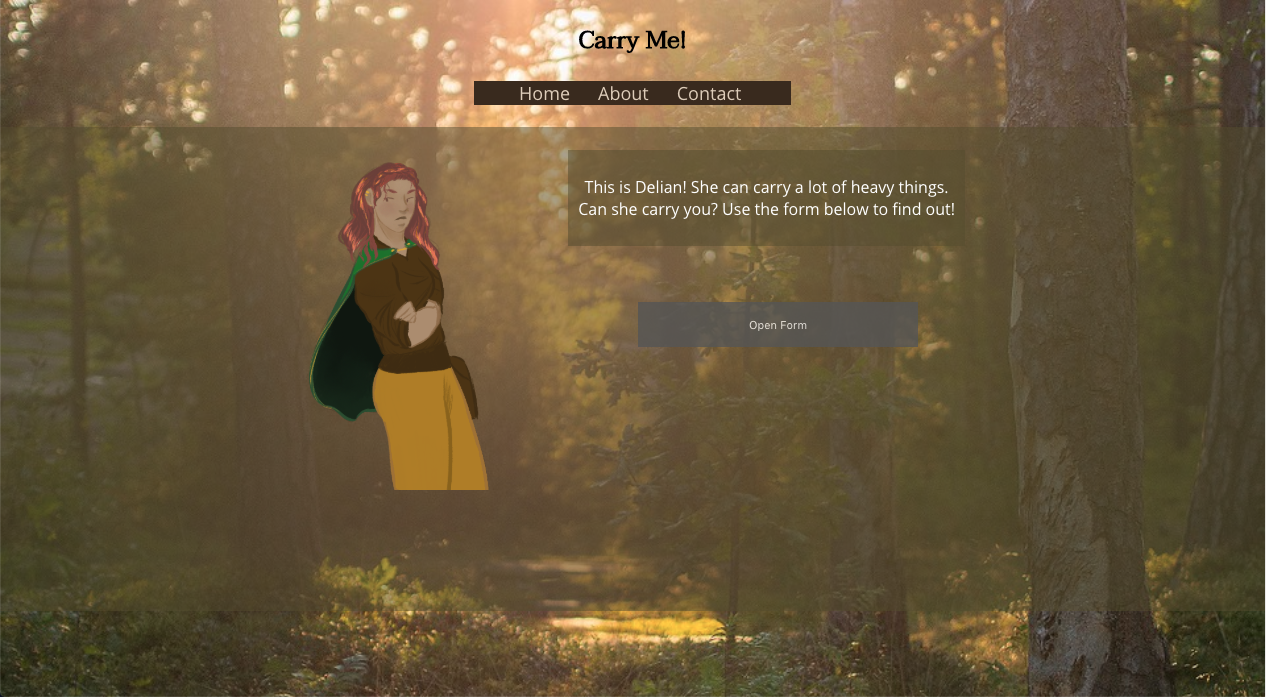 Carry Me!
Home About Contact
This is Delian! She can carry a lot of heavy things.
Can she carry you? Use the form below to find out!
Open Form